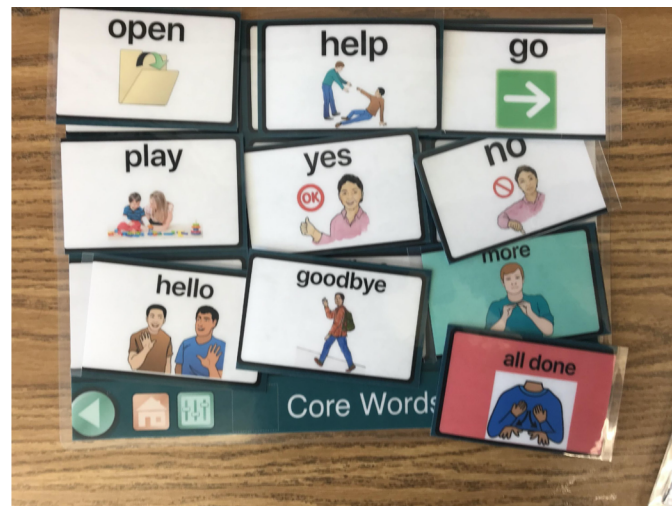 open
help
go
play
yes
OK
no
hello
goodbye
more
all done
Core Words